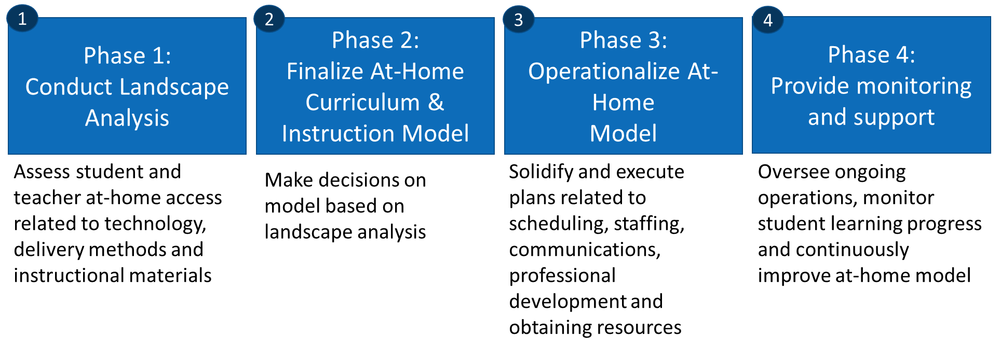 1
Phase 1:
Conduct Landscape
Analysis
Assess student and
teacher at-home access
related to technology,
delivery methods and
instructional materials
2
Phase 2:
Finalize At-Home
Curriculum &
Instruction Model
Make decisions on
model based on
landscape analysis
3
Phase 3:
Operationalize At-
Home
Model
Solidify and execute
plans related to
scheduling, staffing,
communications,
professional
development and
obtaining resources
4
Phase 4:
Provide monitoring
and support
Oversee ongoing
operations, monitor
student learning progress
and continuously
improve at-home model